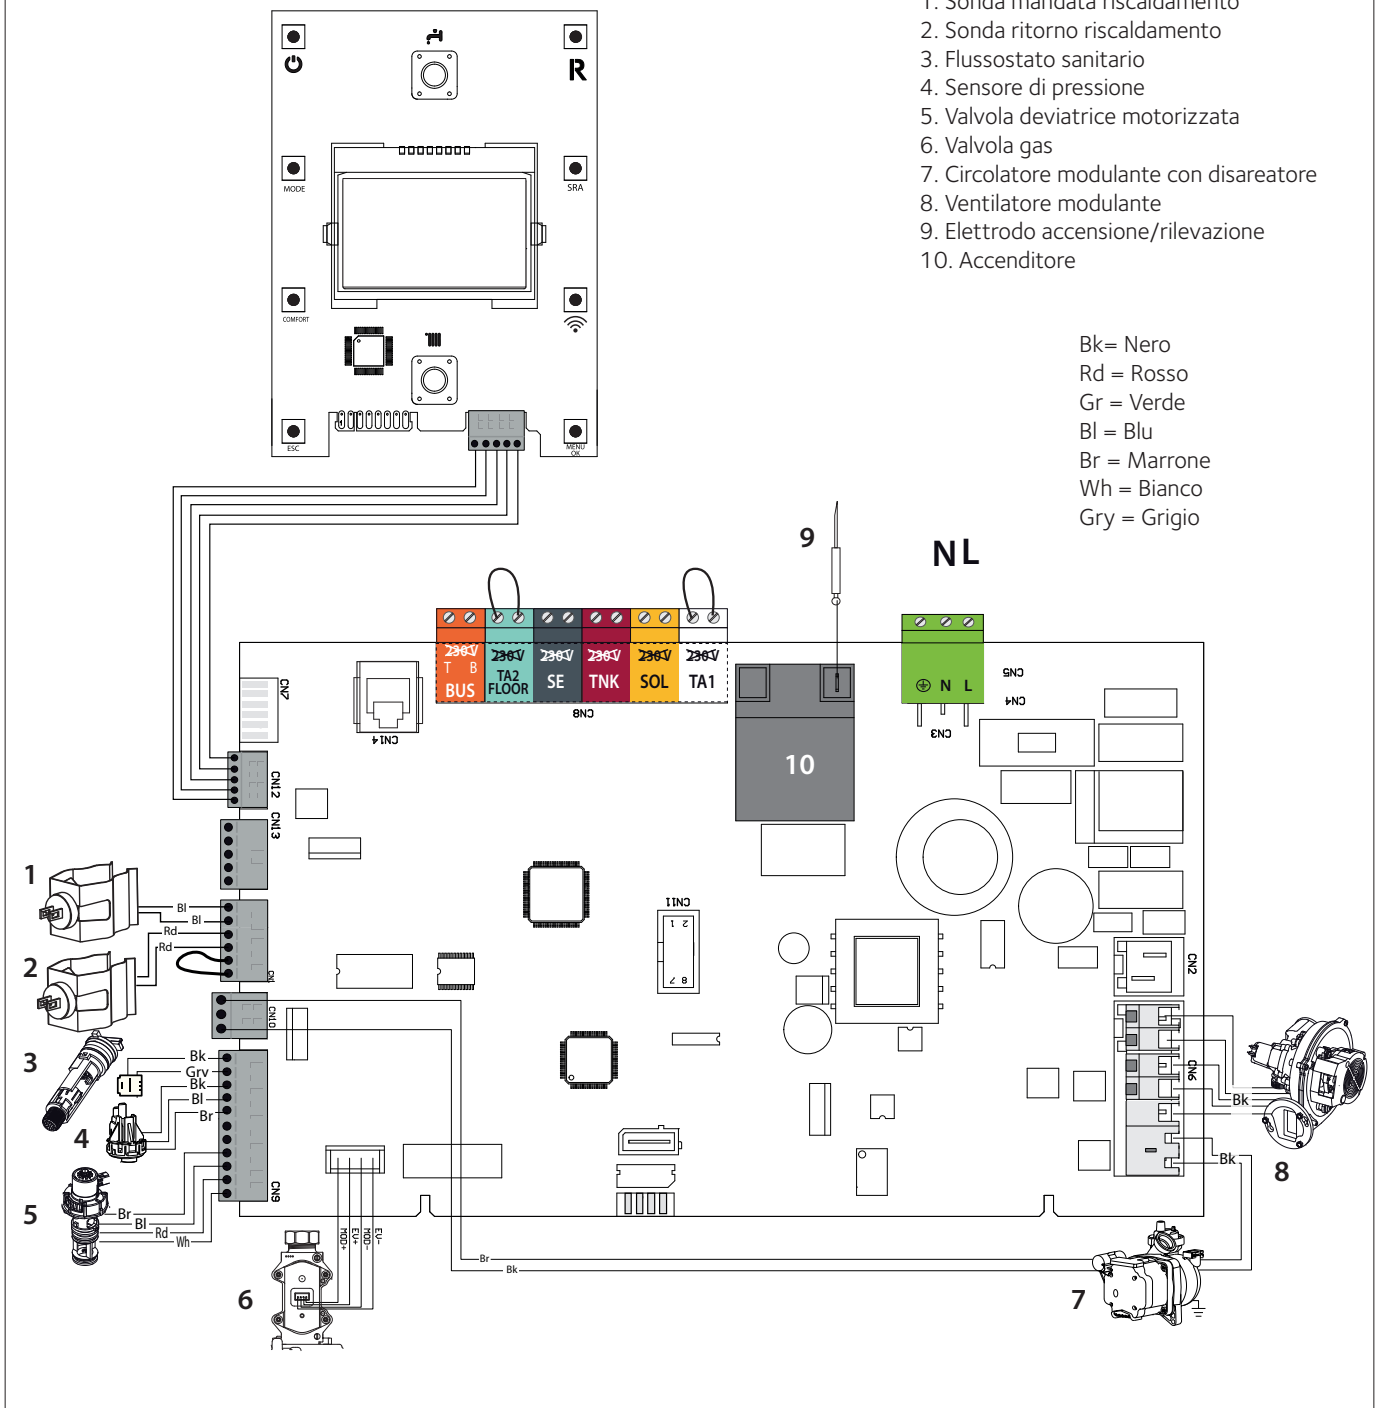 1. Sonda mandata riscaldamento
2. Sonda ritorno riscaldamento
3. Flussostato sanitario
4. Sensore di pressione
5. Valvola deviatrice motorizzata
6. Valvola gas
7. Circolatore modulante con disareatore
8. Ventilatore modulante
9. Elettrodo accensione/rilevazione
10. Accenditore
R
MODE
SRA
COMFORT
ESC
MENU
OK
Bk= Nero
Rd = Rosso
Gr = Verde
Bl = Blu
Br = Marrone
Wh = Bianco
Gry = Grigio
9
N L
230V
T B
BUS
230V
TA2
FLOOR
230V
SE
230V
TNK
230V
SOL
230V
TA1
CN8
CN7
CN14
CN5
N L
CN4
CN3
10
CN12
CN13
1
Bl
Bl
Rd
Rd
2
CN1
CN11
1 2
7 8
CN2
CN10
3
Bk
Gry
Bk
Bl
Br
4
CN6
Bk
Bk
8
CN9
5
Br
Bl
Rd
Wh
MOD+
EV+
MOD-
EV-
Br
Bk
6
7